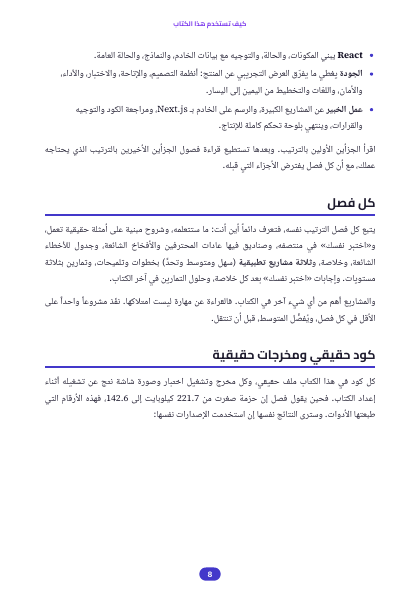 كيف تستخدم هذا الكتاب
• React يبني المكونات، والحالة، والتوجيه مع بيانات الخادم، والنماذج، والحالة العامة.
• الجودة يغطي ما يفرّق العرض التجريبي عن المنتج: أنظمة التصميم، والإتاحة، والاختبار، والأداء،
والأمان، واللغات والتخطيط من اليمين إلى اليسار.
• عمل الخبير عن المشاريع الكبيرة، والرسم على الخادم بـ Next.js، ومراجعة الكود والتوجيه
والقرارات، وينتهي بلوحة تحكم كاملة للإنتاج.
اقرأ الجزأين الأولين بالترتيب. وبعدها تستطيع قراءة فصول الجزأين الأخيرين بالترتيب الذي يحتاجه
عملك، مع أن كل فصل يفترض الأجزاء التي قبله.
كل فصل
يتبع كل فصل الترتيب نفسه، فتعرف دائماً أين أنت: ما ستتعلمه، وشروح مبنية على أمثلة حقيقية تعمل،
و«اختبر نفسك» في منتصفه، وصناديق فيها عادات المحترفين والأفخاخ الشائعة، وجدول للأخطاء
الشائعة، وخلاصة، وثلاثة مشاريع تطبيقية (سهل ومتوسط وتحدٍّ) بخطوات وتلميحات، وتمارين بثلاثة
مستويات. وإجابات «اختبر نفسك» بعد كل خلاصة، وحلول التمارين في آخر الكتاب.
والمشاريع أهم من أي شيء آخر في الكتاب. فالقراءة عن مهارة ليست امتلاكها. نفّذ مشروعاً واحداً على
الأقل في كل فصل، ويُفضَّل المتوسط، قبل أن تنتقل.
كود حقيقي ومخرجات حقيقية
كل كود في هذا الكتاب ملف حقيقي، وكل مخرج وتشغيل اختبار وصورة شاشة نتج عن تشغيله أثناء
إعداد الكتاب. فحين يقول فصل إن حزمة صغرت من 221.7 كيلوبايت إلى 142.6، فهذه الأرقام التي
طبعتها الأدوات. وسترى النتائج نفسها إن استخدمت الإصدارات نفسها:
8